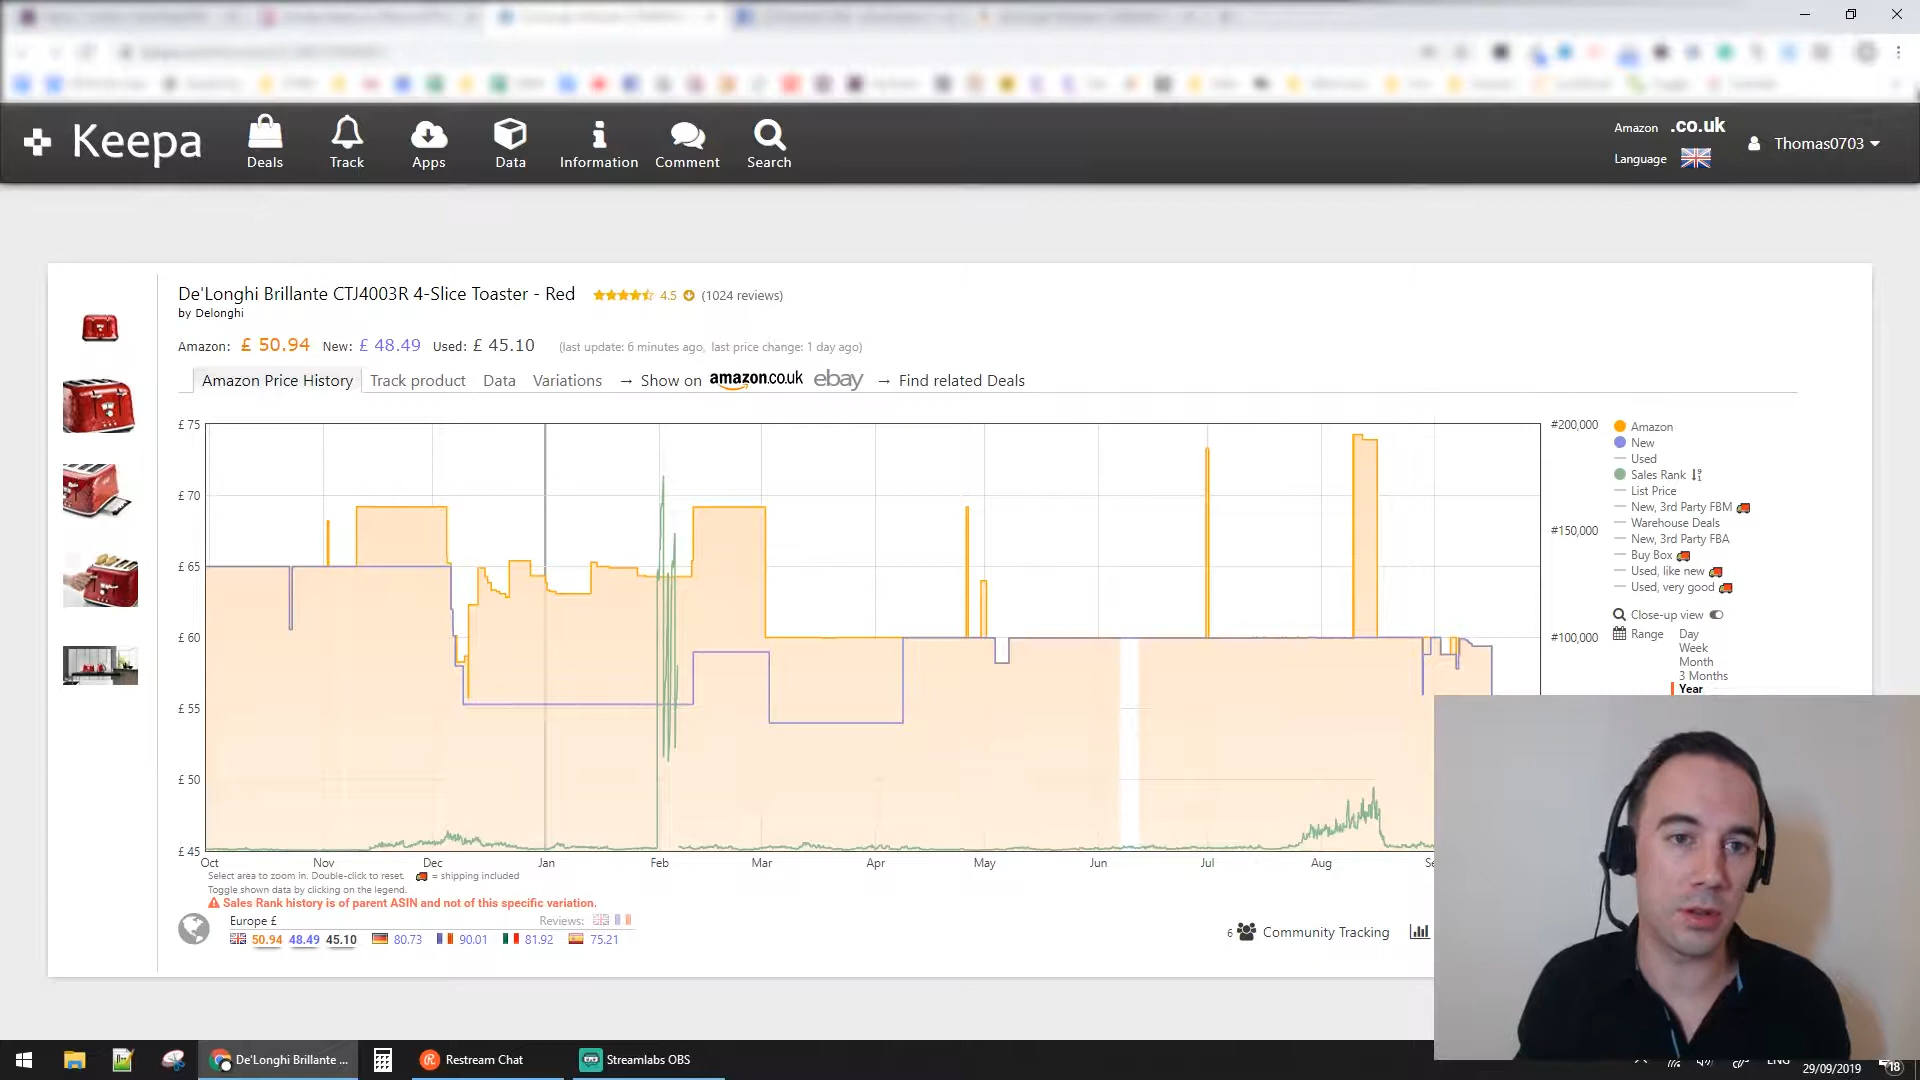 Keepa
Deals
Track
Apps
Data
Information
Comment
Search
Amazon .co.uk
Language
Thomas0703
De'Longhi Brillante CTJ4003R 4-Slice Toaster - Red 4.5 (1024 reviews)
by Delonghi
Amazon: £ 50.94 New: £ 48.49 Used: £ 45.10 (last update: 6 minutes ago, last price change: 1 day ago)
Amazon Price History Track product Data Variations → Show on amazon.co.uk ebay → Find related Deals
£ 75
£ 70
£ 65
£ 60
£ 55
£ 50
£ 45
#200,000
#150,000
#100,000
Oct Nov Dec Jan Feb Mar Apr May Jun Jul Aug
Amazon
New
Used
Sales Rank
List Price
New, 3rd Party FBM
Warehouse Deals
New, 3rd Party FBA
Buy Box
Used, like new
Used, very good
Close-up view
Range
Day
Week
Month
3 Months
Year
Select area to zoom in. Double-click to reset. = shipping included
Toggle shown data by clicking on the legend.
Sales Rank history is of parent ASIN and not of this specific variation.
Europe £ Reviews:
50.94 48.49 45.10 80.73 90.01 81.92 75.21
6 Community Tracking
De'Longhi Brillante ...
Restream Chat
Streamlabs OBS
29/09/2019
18